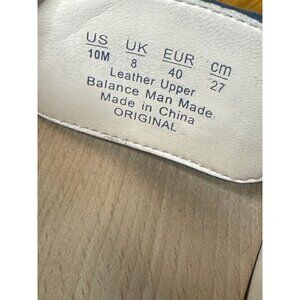 US UK EUR cm
10M 8 40 27
Leather Upper
Balance Man Made
Made in China
ORIGINAL